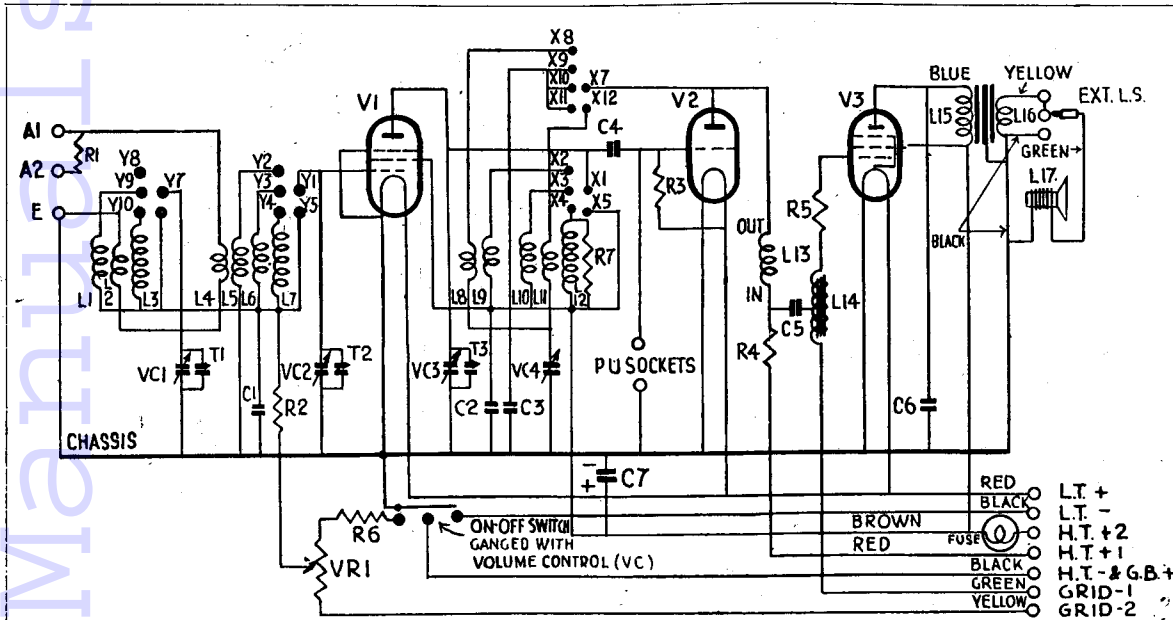 Manuals
A1
A2
E
R1
Y8
Y9
Y10
Y7
Y2
Y3
Y4
Y1
Y5
L1
L2
L3
L4
L5
L6
L7
VC1
T1
C1
R2
VC2
T2
V1
X8
X9
X10
X11
X7
X12
C4
X2
X3
X4
X1
X5
R7
L8
L9
L10
L11
L12
VC3
T3
VC4
C2
C3
PU SOCKETS
V2
R3
OUT
L13
IN
C5
R4
L14
R5
V3
C6
BLUE
L15
YELLOW
L16
EXT. L.S.
GREEN
L17.
BLACK
CHASSIS
- + C7
R6
VR1
ON-OFF SWITCH
GANGED WITH
VOLUME CONTROL (VC)
RED L.T. +
BLACK L.T. -
BROWN FUSE H.T. +2
RED H.T. +1
BLACK H.T. - & G.B. +
GREEN GRID-1
YELLOW GRID-2